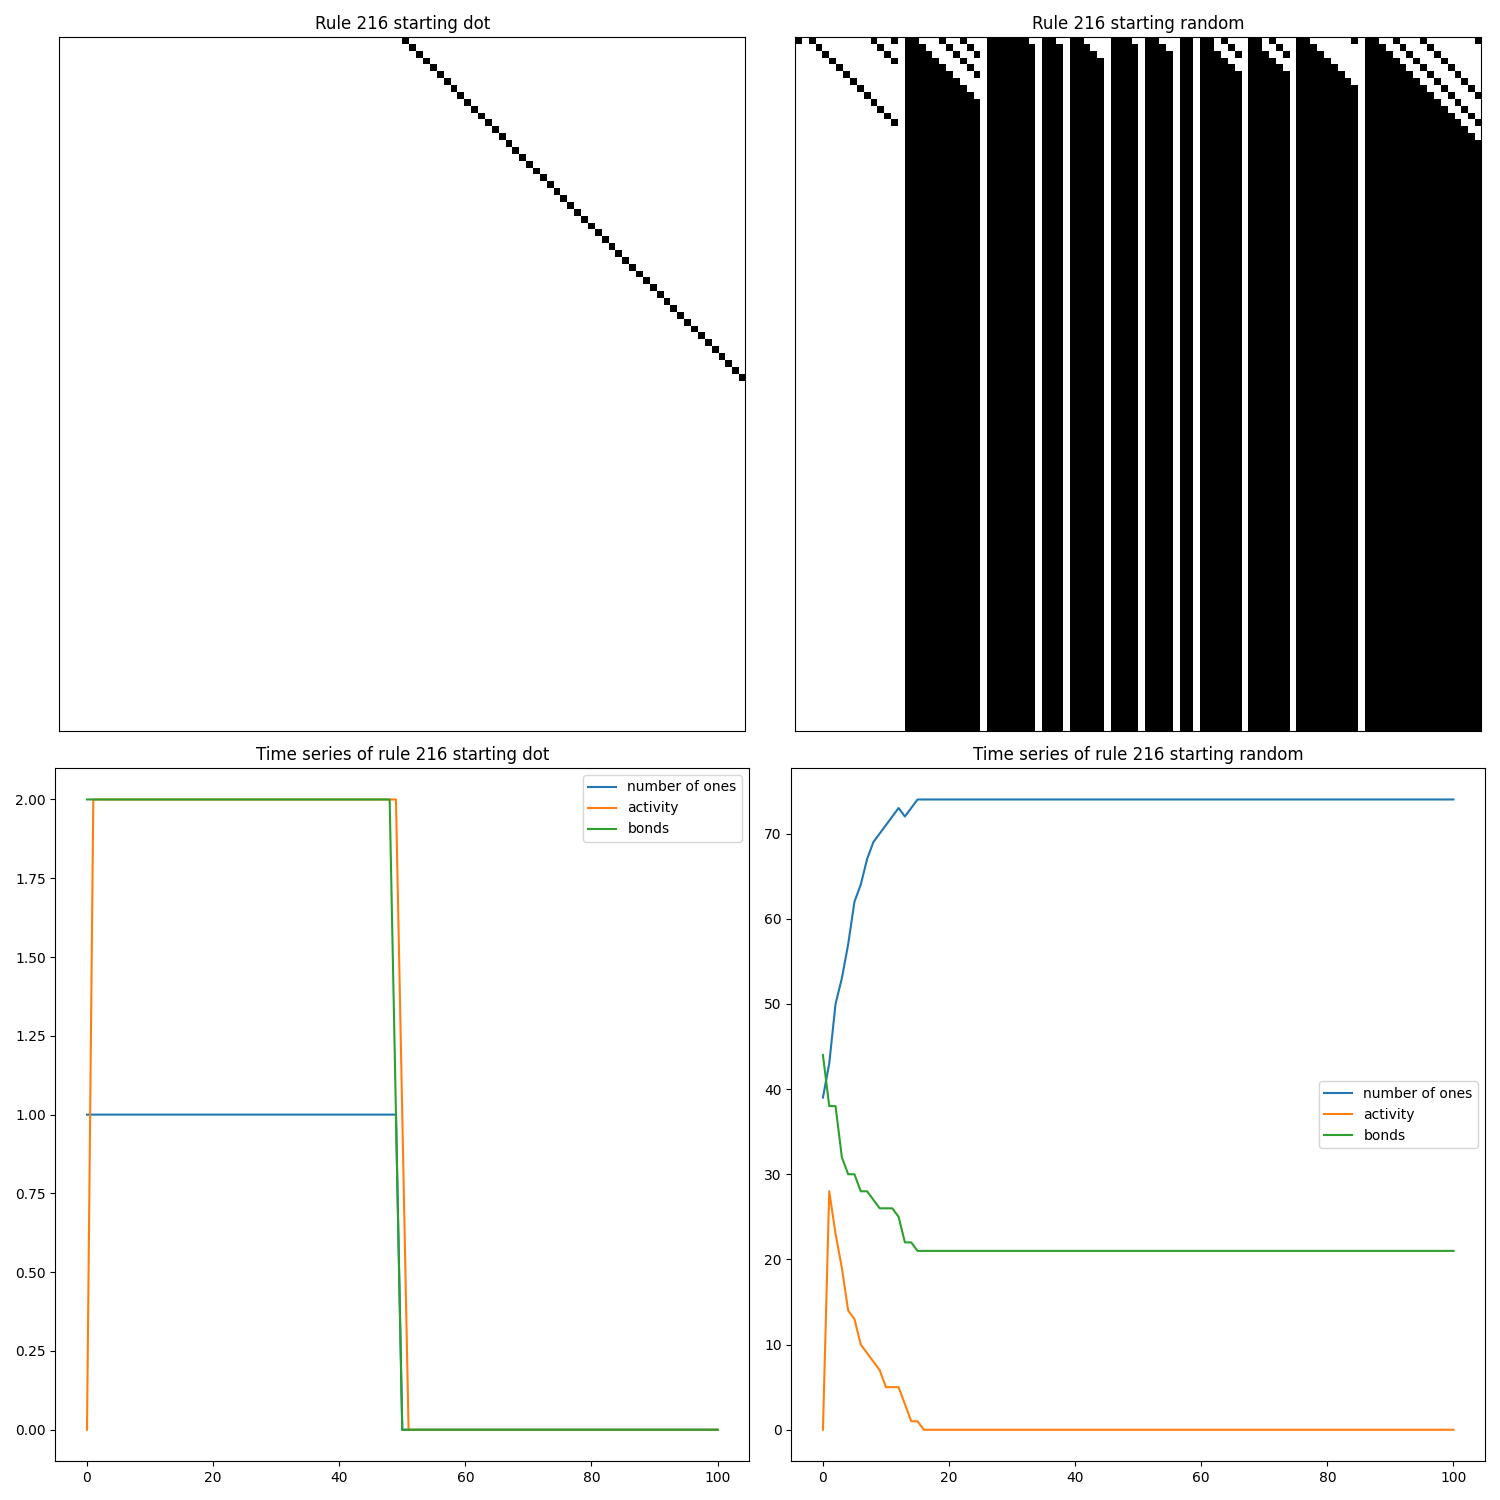 Rule 216 starting dot
Rule 216 starting random
Time series of rule 216 starting dot
number of ones
activity
bonds
2.00
1.75
1.50
1.25
1.00
0.75
0.50
0.25
0.00
0 20 40 60 80 100
Time series of rule 216 starting random
number of ones
activity
bonds
70
60
50
40
30
20
10
0
0 20 40 60 80 100